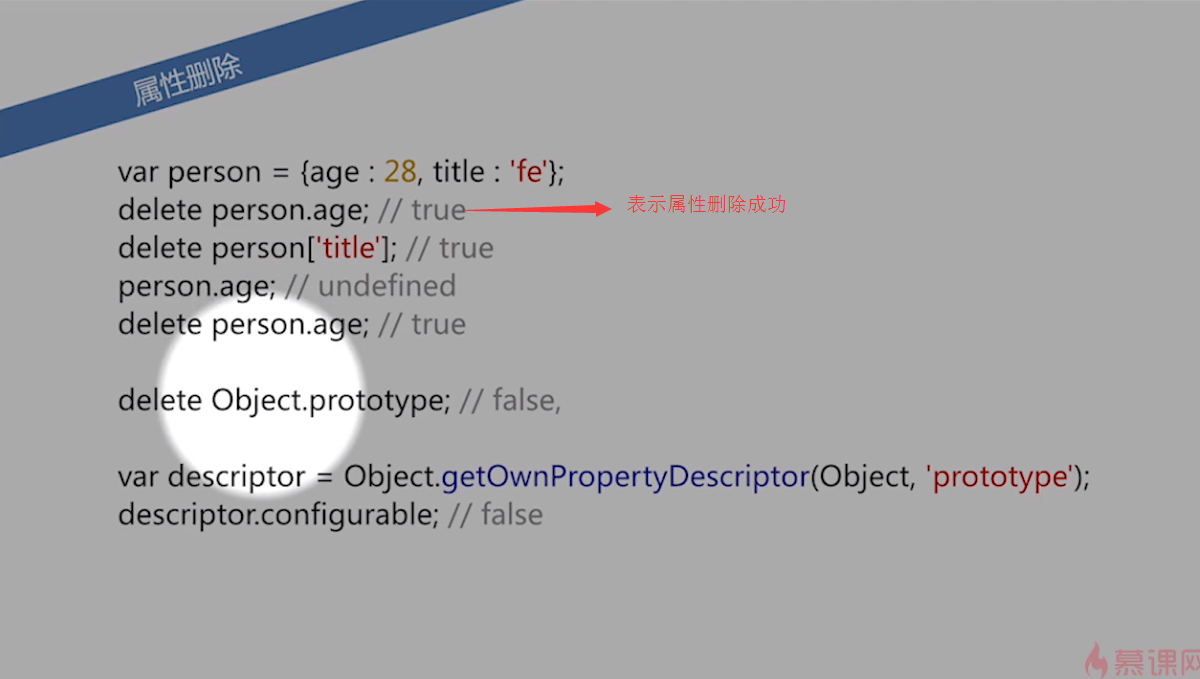 属性删除
var person = {age : 28, title : 'fe'};
delete person.age; // true
表示属性删除成功
delete person['title']; // true
person.age; // undefined
delete person.age; // true
delete Object.prototype; // false,
var descriptor = Object.getOwnPropertyDescriptor(Object, 'prototype');
descriptor.configurable; // false
慕课网